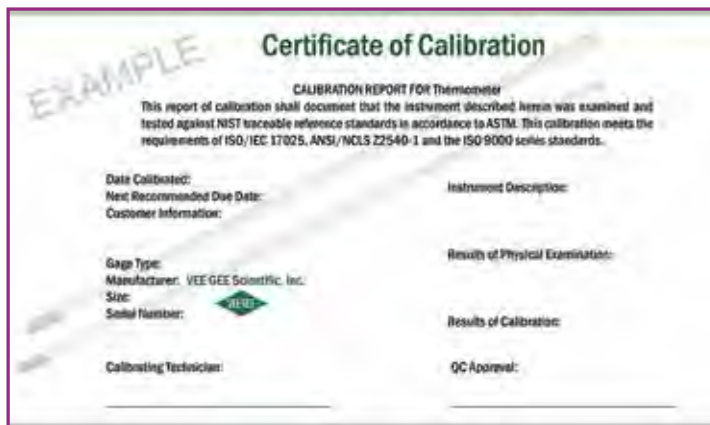 EXAMPLE
Certificate of Calibration
CALIBRATION REPORT FOR Thermometer
This report of calibration shall document that the instrument described herein was examined and
tested against NIST traceable reference standards in accordance to ASTM. This calibration meets the
requirements of ISO/IEC 17025, ANSI/NCLS Z2540-1 and the ISO 9000 series standards.
Date Calibrated:
Next Recommended Due Date:
Customer Information:
Instrument Description:
Gage Type:
Manufacturer: VEE GEE Scientific, Inc.
Size:
Serial Number:
Results of Physical Examination:
Results of Calibration:
Calibrating Technician:
QC Approval: